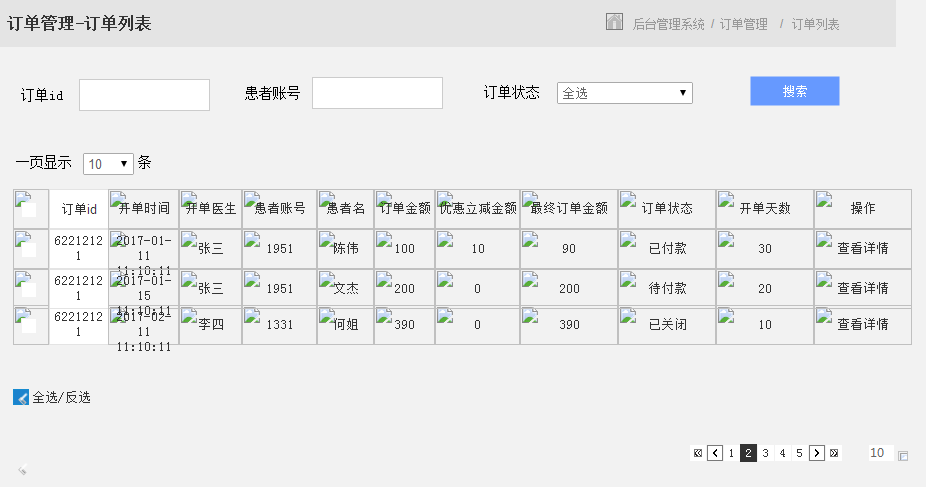 订单管理-订单列表
后台管理系统 / 订单管理 / 订单列表
订单id 患者账号 订单状态 全选 搜索
一页显示 10 条
订单id 开单时间 开单医生 患者账号 患者名 订单金额 优惠立减金额 最终订单金额 订单状态 开单天数 操作
62212121 2017-01-11 11:10:11 张三 1951 陈伟 100 10 90 已付款 30 查看详情
62212121 2017-01-15 11:10:11 张三 1951 文杰 200 0 200 待付款 20 查看详情
62212121 2017-02-11 11:10:11 李四 1331 何姐 390 0 390 已关闭 10 查看详情
全选/反选
1 2 3 4 5 10